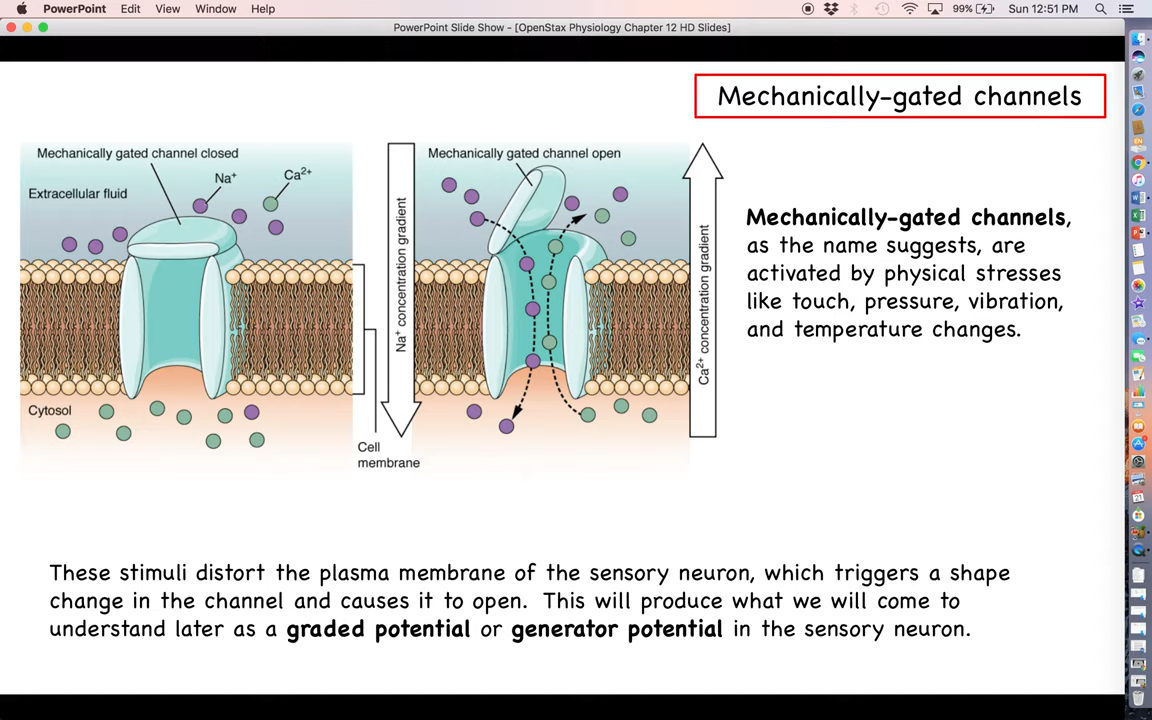 PowerPoint Edit View Window Help
99% Sun 12:51 PM
PowerPoint Slide Show - [OpenStax Physiology Chapter 12 HD Slides]
Mechanically-gated channels
Mechanically gated channel closed
Na⁺
Ca²⁺
Extracellular fluid
Cytosol
Cell
membrane
Na⁺ concentration gradient
Mechanically gated channel open
Ca²⁺ concentration gradient
Mechanically-gated channels,
as the name suggests, are
activated by physical stresses
like touch, pressure, vibration,
and temperature changes.
These stimuli distort the plasma membrane of the sensory neuron, which triggers a shape
change in the channel and causes it to open. This will produce what we will come to
understand later as a graded potential or generator potential in the sensory neuron.